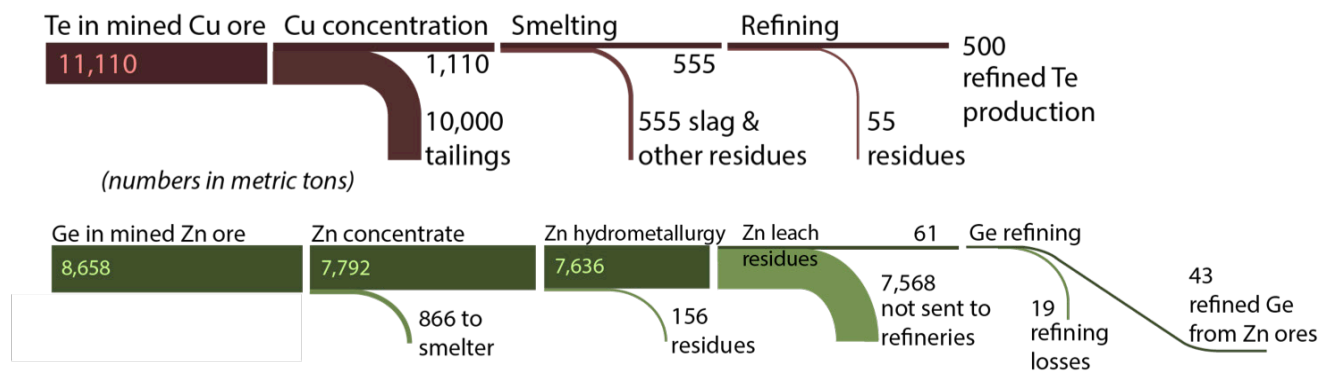 Te in mined Cu ore
Cu concentration
Smelting
Refining
11,110
1,110
555
500
refined Te
production
10,000
tailings
555 slag &
other residues
55
residues
(numbers in metric tons)
Ge in mined Zn ore
Zn concentrate
Zn hydrometallurgy
Zn leach
residues
61
Ge refining
8,658
7,792
7,636
866 to
smelter
156
residues
7,568
not sent to
refineries
19
refining
losses
43
refined Ge
from Zn ores